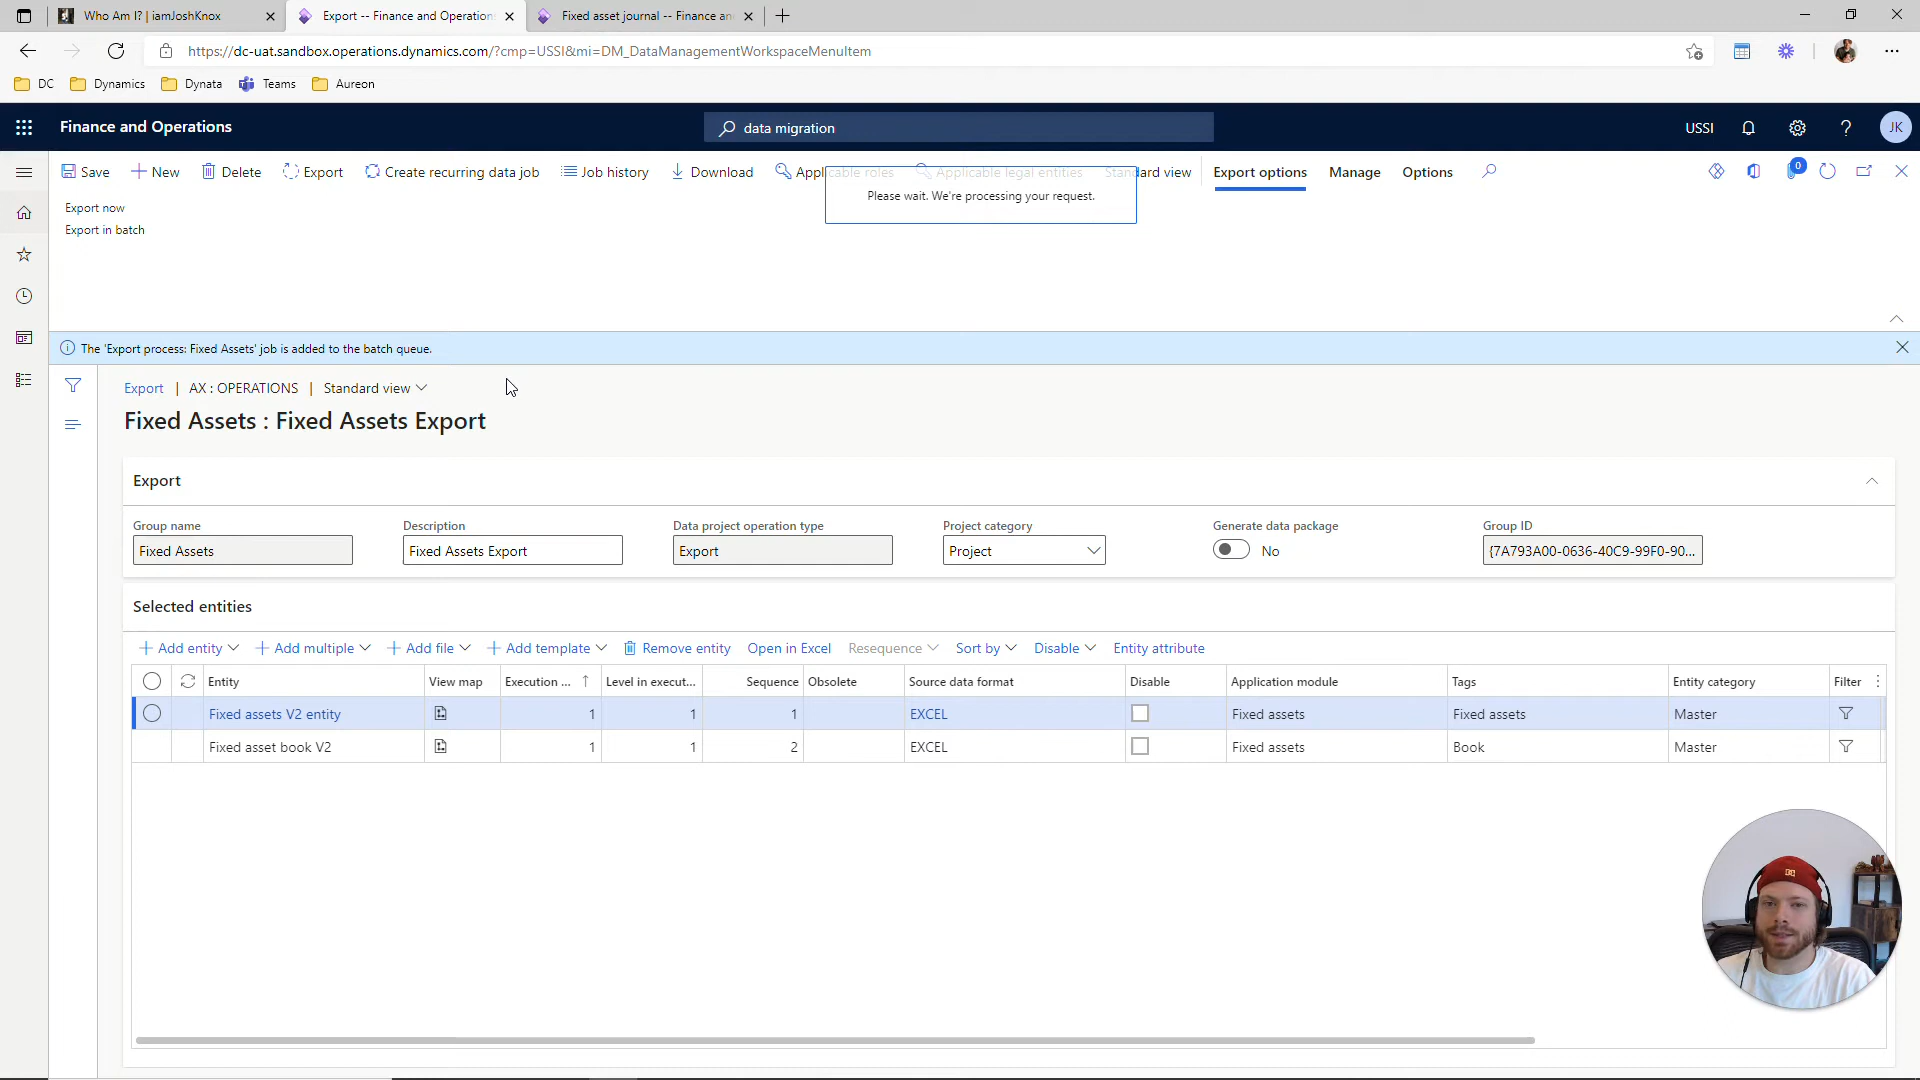 Who Am I? | iamJoshKnox
Export -- Finance and Operations
Fixed asset journal -- Finance an
https://dc-uat.sandbox.operations.dynamics.com/?cmp=USSI&mi=DM_DataManagementWorkspaceMenuItem
DC Dynamics Dynata Teams Aureon
Finance and Operations
data migration
USSI
JK
Save New Delete Export Create recurring data job Job history Download Applicable roles Applicable legal entities Standard view Export options Manage Options
0
Please wait. We're processing your request.
Export now
Export in batch
The 'Export process: Fixed Assets' job is added to the batch queue.
Export | AX : OPERATIONS | Standard view
Fixed Assets : Fixed Assets Export
Export
Group name Description Data project operation type Project category Generate data package Group ID
Fixed Assets Fixed Assets Export Export Project No {7A793A00-0636-40C9-99F0-90...
Selected entities
Add entity Add multiple Add file Add template Remove entity Open in Excel Resequence Sort by Disable Entity attribute
Entity View map Execution ... Level in execut... Sequence Obsolete Source data format Disable Application module Tags Entity category Filter
Fixed assets V2 entity 1 1 1 EXCEL Fixed assets Fixed assets Master
Fixed asset book V2 1 1 2 EXCEL Fixed assets Book Master